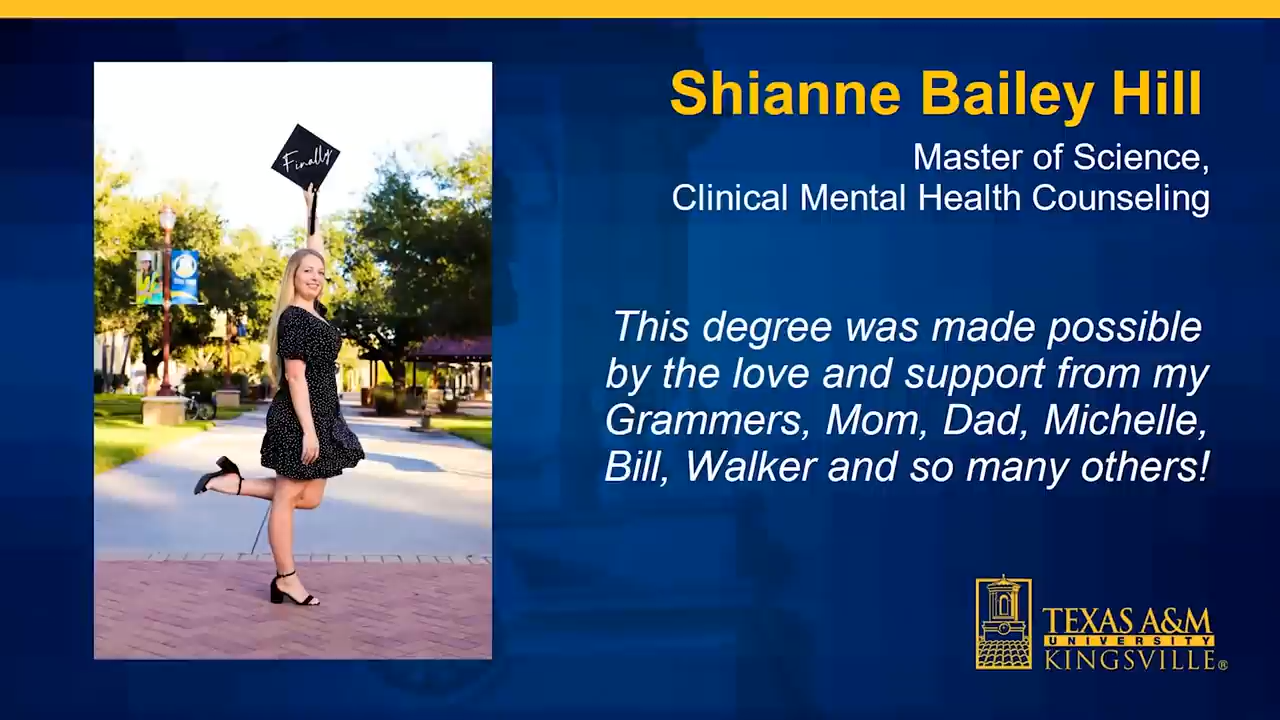 Shianne Bailey Hill
Master of Science,
Clinical Mental Health Counseling
Finally
This degree was made possible
by the love and support from my
Grammers, Mom, Dad, Michelle,
Bill, Walker and so many others!
TEXAS A&M
UNIVERSITY
KINGSVILLE®